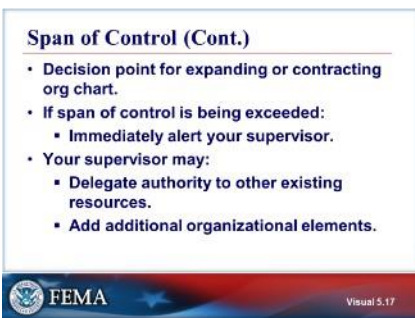 Span of Control (Cont.)
• Decision point for expanding or contracting
org chart.
• If span of control is being exceeded:
▪ Immediately alert your supervisor.
• Your supervisor may:
▪ Delegate authority to other existing
resources.
▪ Add additional organizational elements.
FEMA
Visual 5.17